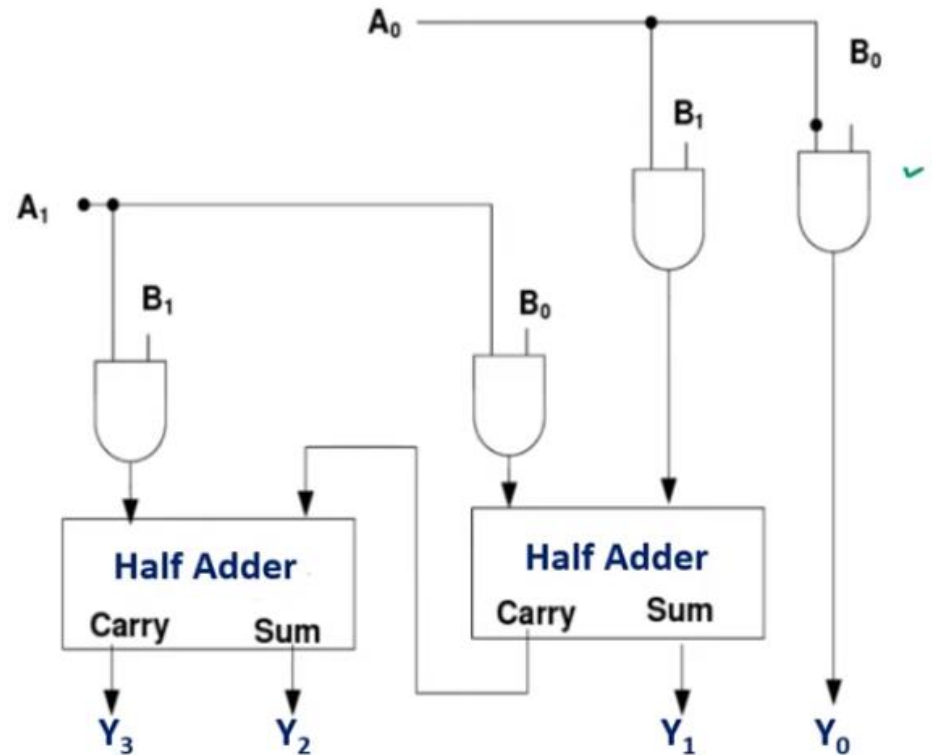 A₀
B₀
B₁
A₁
B₁
B₀
Half Adder
Half Adder
Carry
Sum
Carry
Sum
Y₃
Y₂
Y₁
Y₀